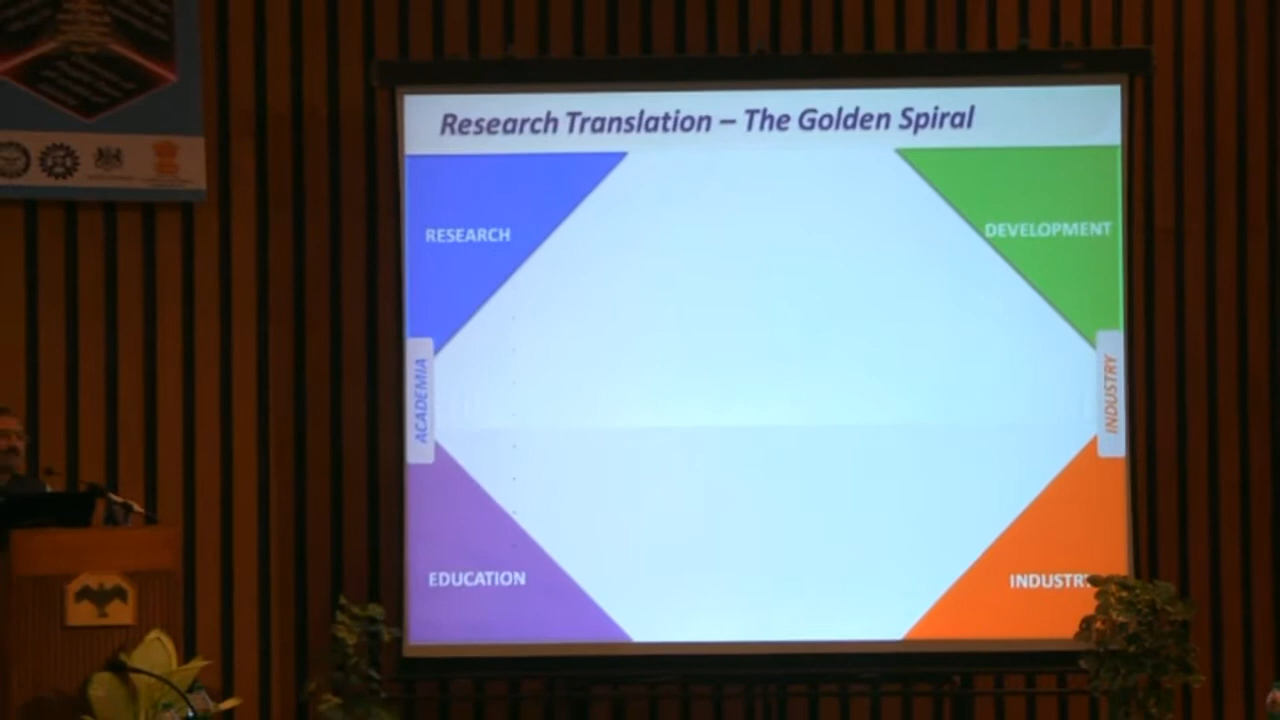 Research Translation – The Golden Spiral
RESEARCH
DEVELOPMENT
ACADEMIA
INDUSTRY
EDUCATION
INDUSTRY